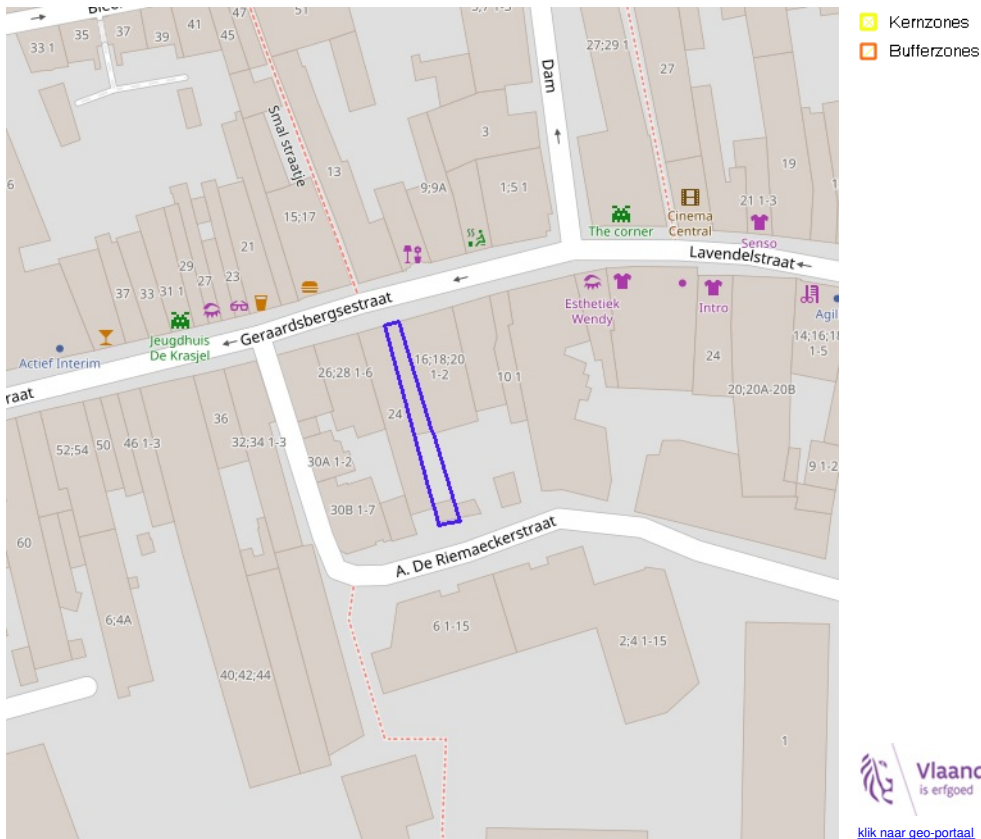 Kernzones
Bufferzones
47
51
41
37
35
39
45
33 1
27;29 1
27
Dam
Smal straatje
3
13
9;9A
1;5 1
19
6
15;17
21 1-3
Cinema
Central
The corner
Senso
Lavendelstraat
21
29
27
23
37
33
31 1
Geraardsbergsestraat
Esthetiek
Wendy
Intro
Agil
Jeugdhuis
De Krasjel
Actief Interim
raat
14;16;1
1-5
16;18;20
1-2
24
26;28 1-6
10 1
20;20A-20B
24
36
52;54
50
46 1-3
32;34 1-3
30A 1-2
9 1-2
30B 1-7
60
A. De Riemaeckerstraat
6;4A
6 1-15
2;4 1-15
40;42;44
1
Vlaand
is erfgoed
klik naar geo-portaal